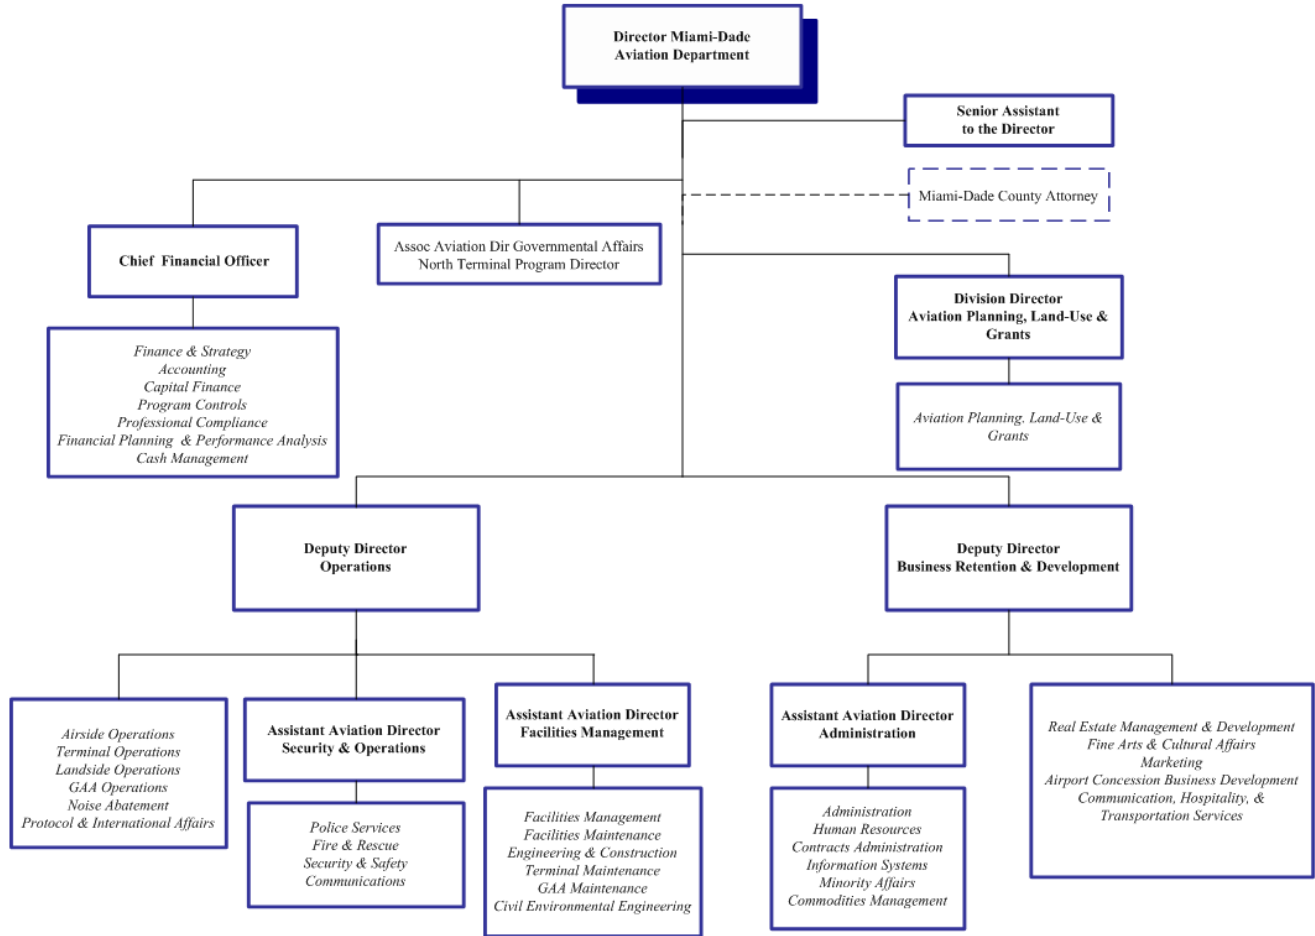 Director Miami-Dade
Aviation Department
Senior Assistant
to the Director
Miami-Dade County Attorney
Chief Financial Officer
Assoc Aviation Dir Governmental Affairs
North Terminal Program Director
Division Director
Aviation Planning, Land-Use &
Grants
Finance & Strategy
Accounting
Capital Finance
Program Controls
Professional Compliance
Financial Planning & Performance Analysis
Cash Management
Aviation Planning, Land-Use &
Grants
Deputy Director
Operations
Deputy Director
Business Retention & Development
Airside Operations
Terminal Operations
Landside Operations
GAA Operations
Noise Abatement
Protocol & International Affairs
Assistant Aviation Director
Security & Operations
Police Services
Fire & Rescue
Security & Safety
Communications
Assistant Aviation Director
Facilities Management
Facilities Management
Facilities Maintenance
Engineering & Construction
Terminal Maintenance
GAA Maintenance
Civil Environmental Engineering
Assistant Aviation Director
Administration
Administration
Human Resources
Contracts Administration
Information Systems
Minority Affairs
Commodities Management
Real Estate Management & Development
Fine Arts & Cultural Affairs
Marketing
Airport Concession Business Development
Communication, Hospitality, &
Transportation Services